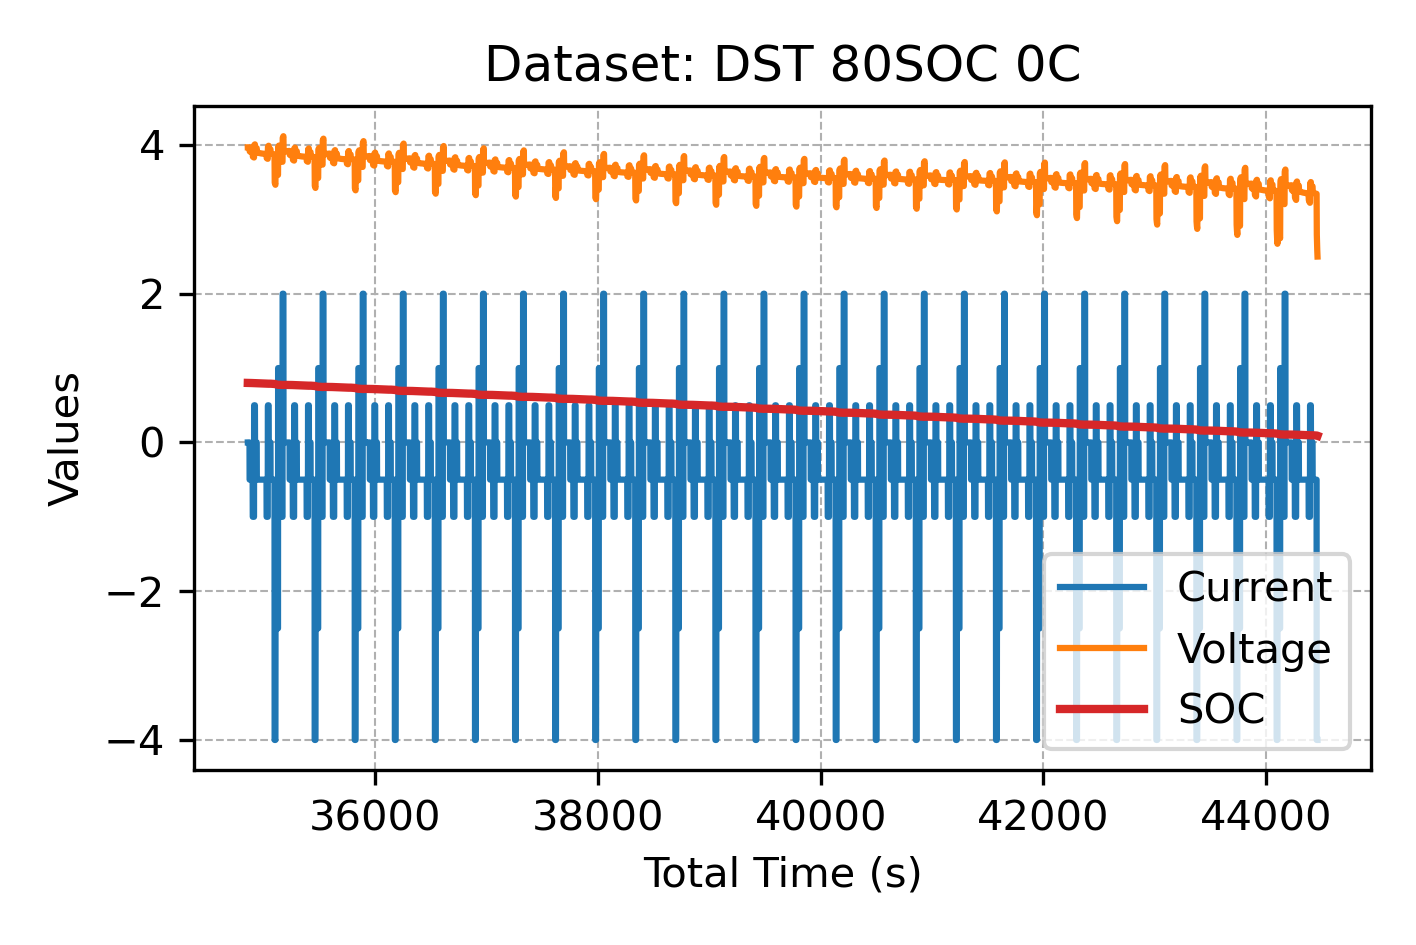 Dataset: DST 80SOC 0C
4
2
0
−2
−4
Values
36000 38000 40000 42000 44000
Total Time (s)
Current
Voltage
SOC